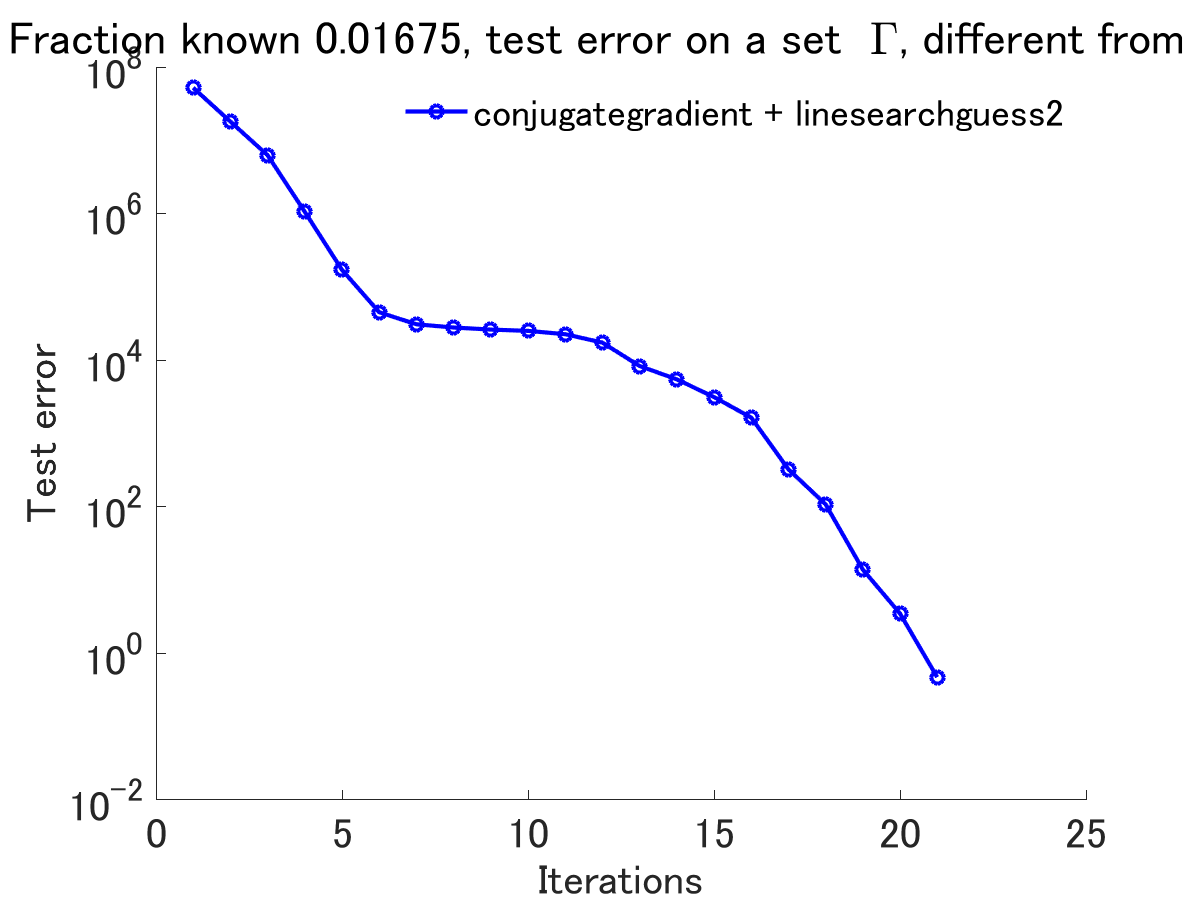 Fraction known 0.01675, test error on a set Γ, different from
conjugategradient + linesearchguess2
10^8
10^6
10^4
10^2
10^0
10^-2
Test error
0 5 10 15 20 25
Iterations